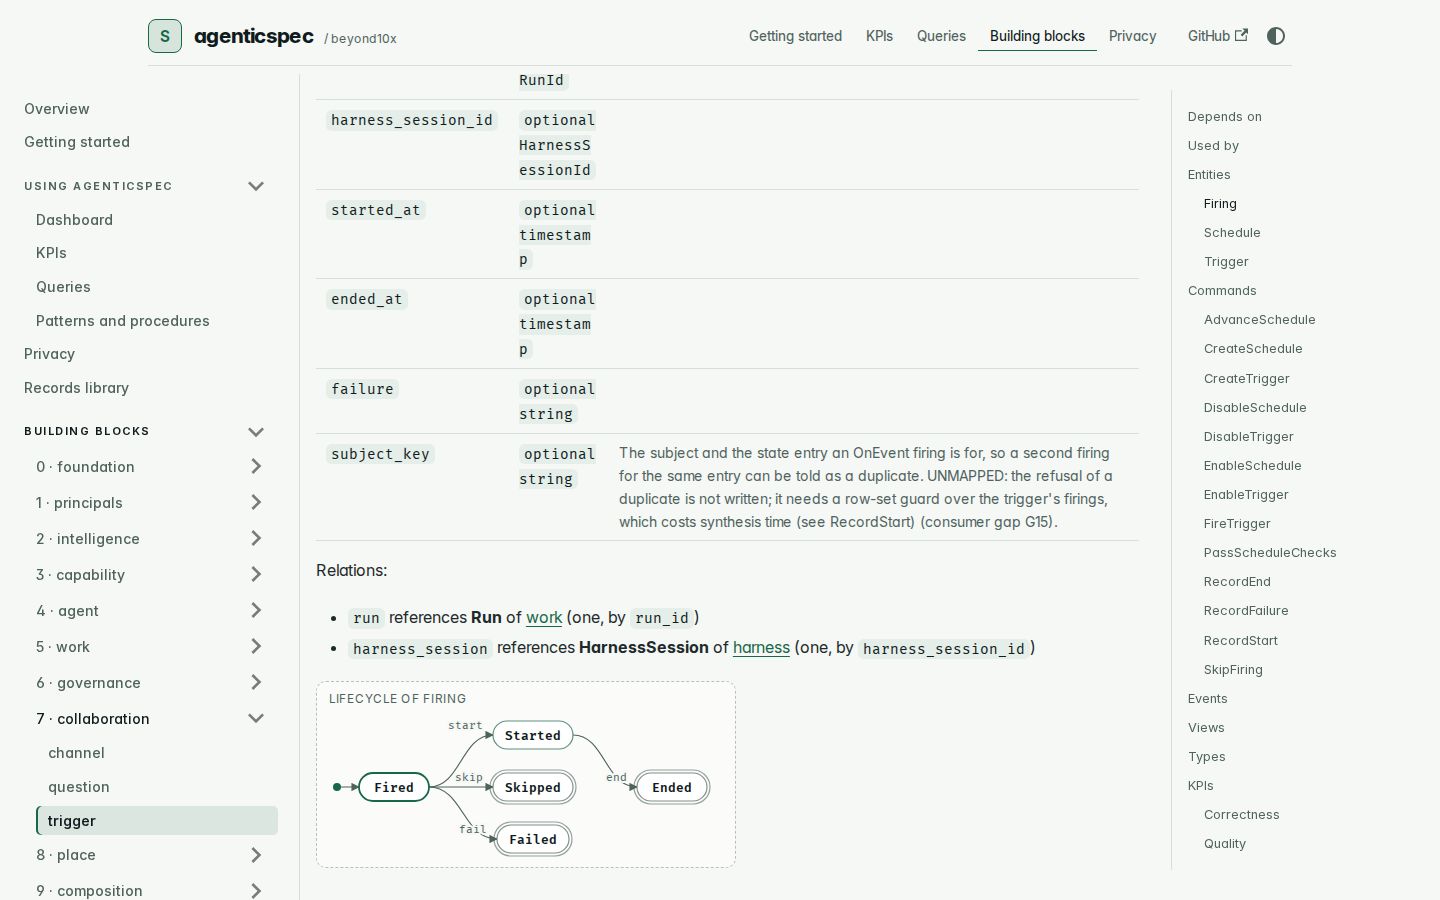 S agenticspec / beyond10x
Getting started KPIs Queries Building blocks Privacy GitHub
Overview
Getting started
USING AGENTICSPEC
Dashboard
KPIs
Queries
Patterns and procedures
Privacy
Records library
BUILDING BLOCKS
0 · foundation
1 · principals
2 · intelligence
3 · capability
4 · agent
5 · work
6 · governance
7 · collaboration
channel
question
trigger
8 · place
9 · composition
RunId
harness_session_id
optional
HarnessS
essionId
started_at
optional
timestam
p
ended_at
optional
timestam
p
failure
optional
string
subject_key
optional
string
The subject and the state entry an OnEvent firing is for, so a second firing
for the same entry can be told as a duplicate. UNMAPPED: the refusal of a
duplicate is not written; it needs a row-set guard over the trigger's firings,
which costs synthesis time (see RecordStart) (consumer gap G15).
Relations:
• run references Run of work (one, by run_id)
• harness_session references HarnessSession of harness (one, by harness_session_id)
LIFECYCLE OF FIRING
start
Started
Fired
skip
Skipped
end
Ended
fail
Failed
Depends on
Used by
Entities
Firing
Schedule
Trigger
Commands
AdvanceSchedule
CreateSchedule
CreateTrigger
DisableSchedule
DisableTrigger
EnableSchedule
EnableTrigger
FireTrigger
PassScheduleChecks
RecordEnd
RecordFailure
RecordStart
SkipFiring
Events
Views
Types
KPIs
Correctness
Quality